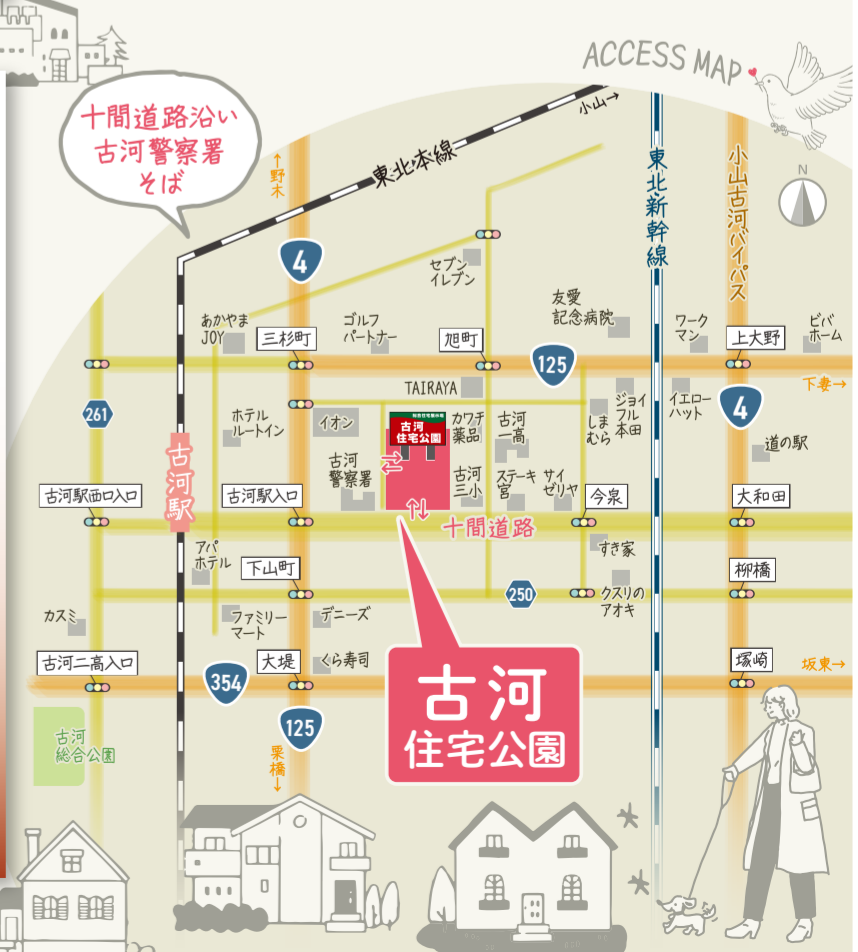 ACCESS MAP
十間道路沿い
古河警察署
そば
小山→
東北本線
↑野木
東北新幹線
小山古河バイパス
N
4
セブン
イレブン
友愛
記念病院
あかやま
JOY
三杉町
ゴルフ
パートナー
旭町
125
ワーク
マン
上大野
ビバ
ホーム
下妻→
TAIRAYA
261
ホテル
ルートイン
イオン
古河
住宅公園
カワチ
薬品
古河
一高
しま
むら
ジョイ
フル
本田
イエロー
ハット
4
道の駅
古河駅
古河
警察署
古河
三小
ステーキ
宮
サイ
ゼリヤ
古河駅西口入口
古河駅入口
今泉
大和田
十間道路
アパ
ホテル
下山町
すき家
柳橋
250
クスリの
アオキ
カスミ
ファミリー
マート
デニーズ
古河二高入口
大堤
くら寿司
塚崎
坂東→
354
古河
住宅公園
125
古河
総合公園
栗橋↓